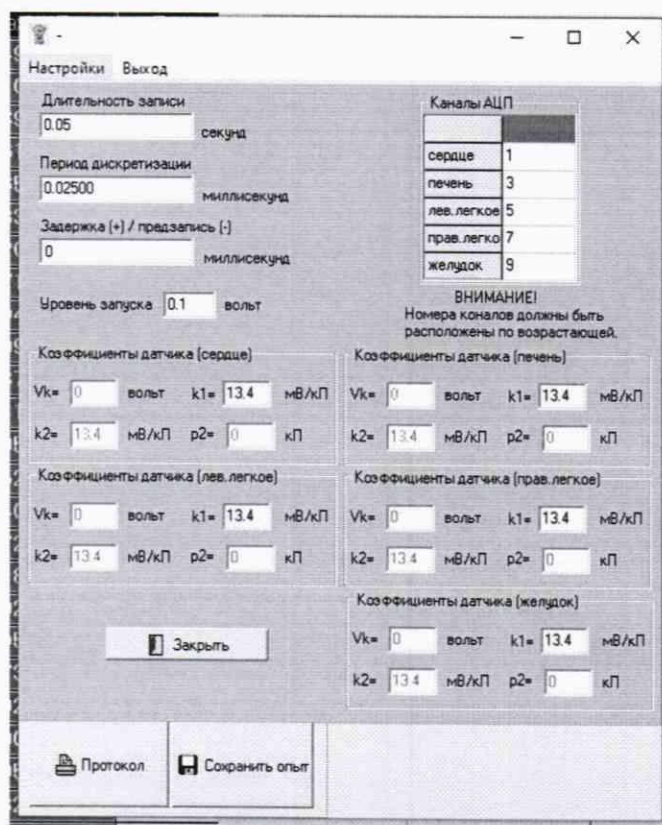 -
Настройки Выход
Длительность записи
0.05 секунд
Период дискретизации
0.02500 миллисекунд
Задержка (+) / предзапись (-)
0 миллисекунд
Уровень запуска 0.1 вольт
Каналы АЦП
сердце 1
печень 3
лев.легкое 5
прав.легко 7
желудок 9
ВНИМАНИЕ!
Номера коналов должны быть
расположены по возрастающей.
Коэффициенты датчика (сердце)
Vk= 0 вольт k1= 13.4 мВ/кП
k2= 13.4 мВ/кП p2= 0 кП
Коэффициенты датчика (печень)
Vk= 0 вольт k1= 13.4 мВ/кП
k2= 13.4 мВ/кП p2= 0 кП
Коэффициенты датчика (лев.легкое)
Vk= 0 вольт k1= 13.4 мВ/кП
k2= 13.4 мВ/кП p2= 0 кП
Коэффициенты датчика (прав.легкое)
Vk= 0 вольт k1= 13.4 мВ/кП
k2= 13.4 мВ/кП p2= 0 кП
Коэффициенты датчика (желудок)
Vk= 0 вольт k1= 13.4 мВ/кП
k2= 13.4 мВ/кП p2= 0 кП
Закрыть
Протокол Сохранить опыт